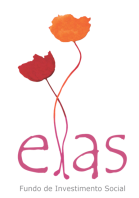 elas
Fundo de Investimento Social